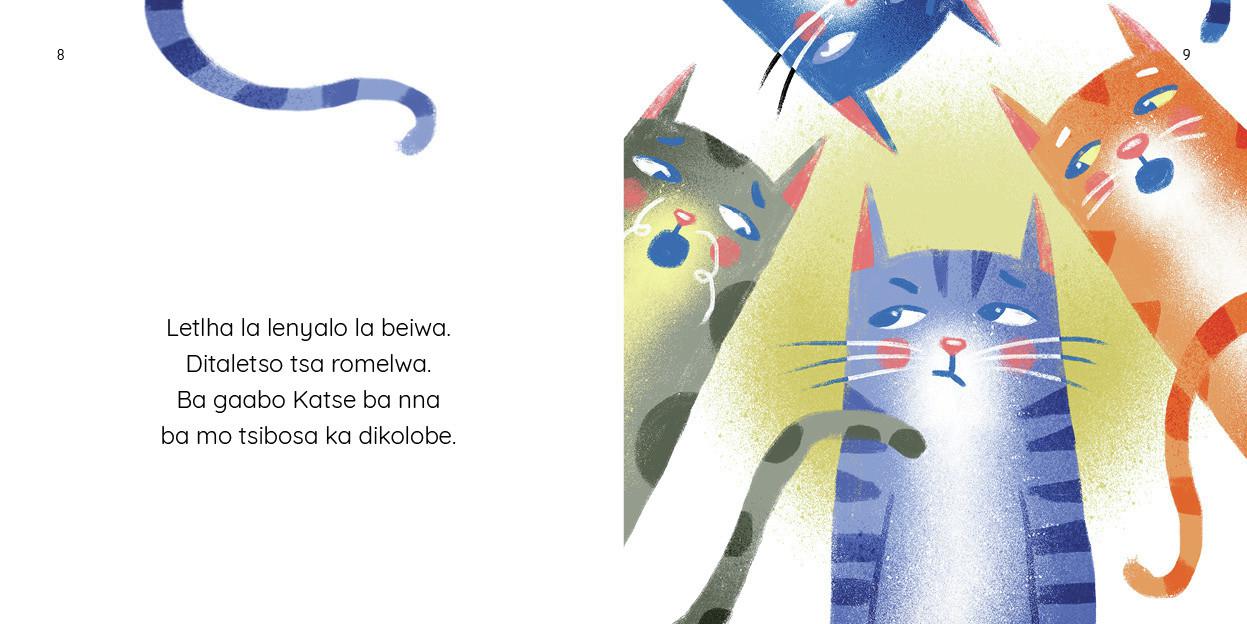 8
Letlha la lenyalo la beiwa.
Ditaletso tsa romelwa.
Ba gaabo Katse ba nna
ba mo tsibosa ka dikolobe.
9